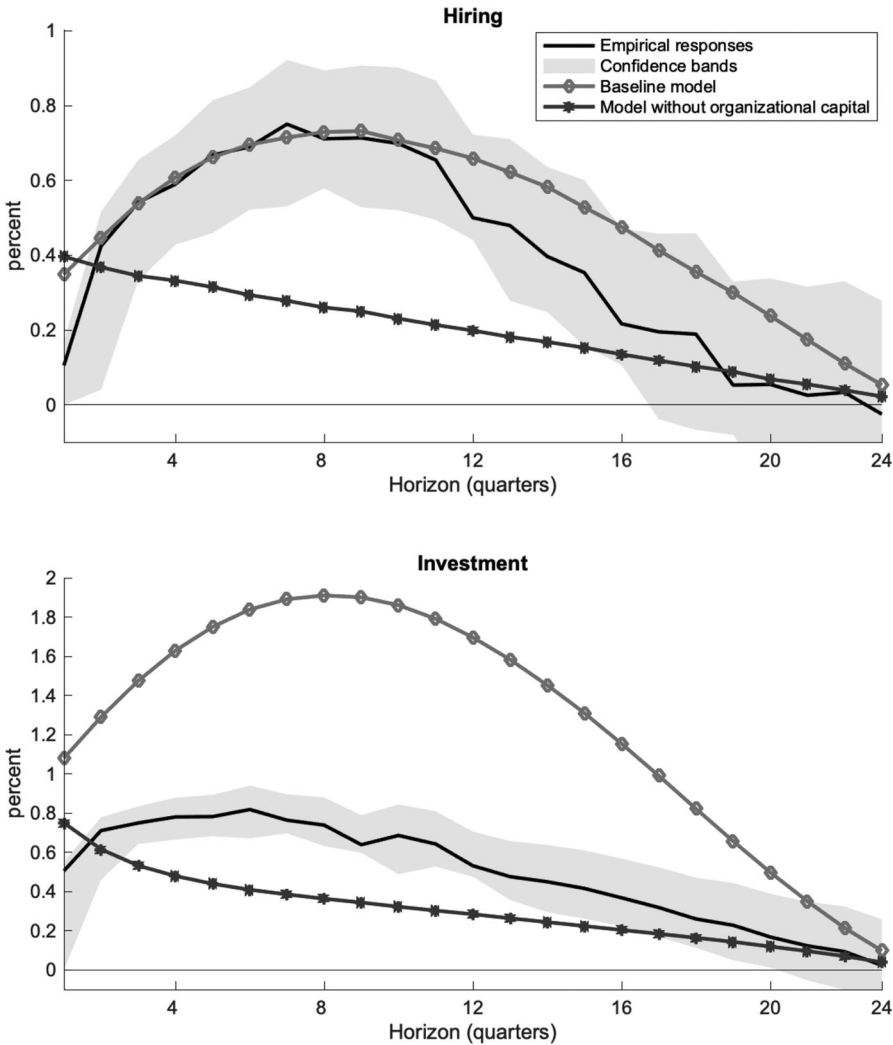 Hiring
1
0.8
0.6
0.4
0.2
0
percent
Empirical responses
Confidence bands
Baseline model
Model without organizational capital
4 8 12 16 20 24
Horizon (quarters)
Investment
2
1.8
1.6
1.4
1.2
1
0.8
0.6
0.4
0.2
0
percent
4 8 12 16 20 24
Horizon (quarters)